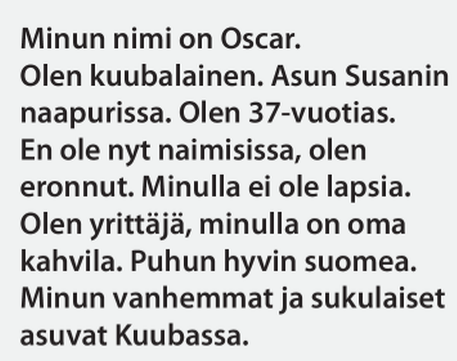 Minun nimi on Oscar.
Olen kuubalainen. Asun Susanin
naapurissa. Olen 37-vuotias.
En ole nyt naimisissa, olen
eronnut. Minulla ei ole lapsia.
Olen yrittäjä, minulla on oma
kahvila. Puhun hyvin suomea.
Minun vanhemmat ja sukulaiset
asuvat Kuubassa.